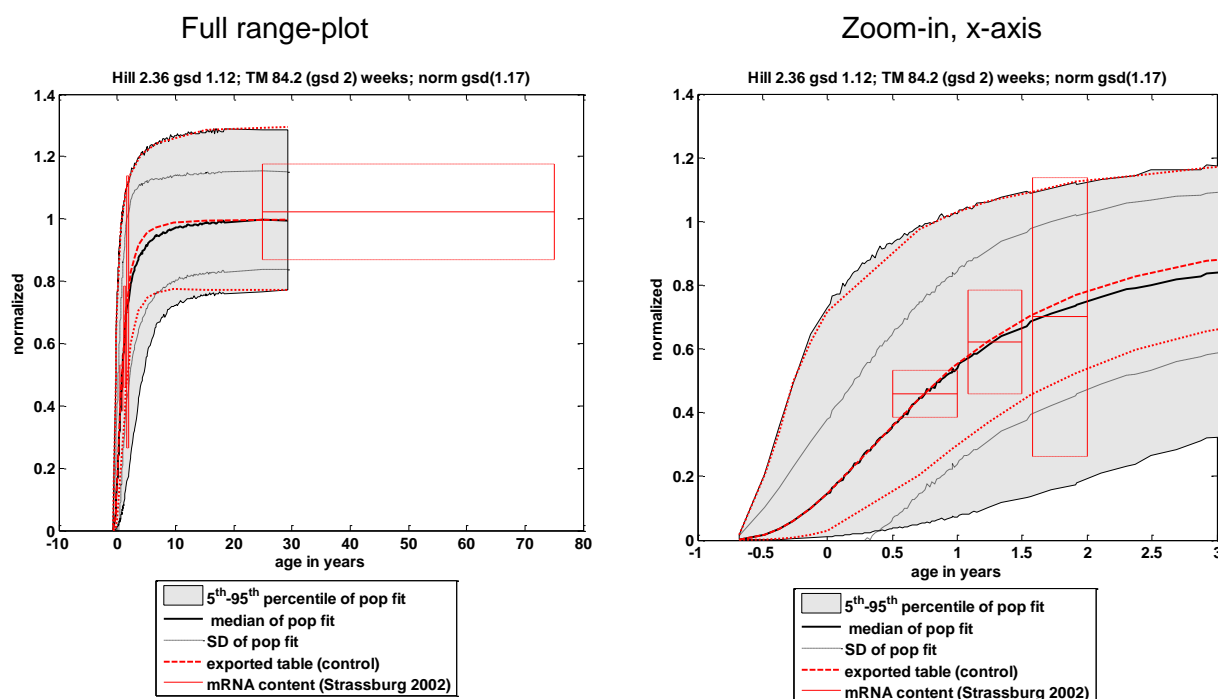 Full range-plot
Hill 2.36 gsd 1.12; TM 84.2 (gsd 2) weeks; norm gsd(1.17)
1.4
1.2
1
0.8
0.6
0.4
0.2
0
normalized
-10 0 10 20 30 40 50 60 70 80
age in years
5th-95th percentile of pop fit
median of pop fit
SD of pop fit
exported table (control)
mRNA content (Strassburg 2002)
Zoom-in, x-axis
Hill 2.36 gsd 1.12; TM 84.2 (gsd 2) weeks; norm gsd(1.17)
1.4
1.2
1
0.8
0.6
0.4
0.2
0
normalized
-1 -0.5 0 0.5 1 1.5 2 2.5 3
age in years
5th-95th percentile of pop fit
median of pop fit
SD of pop fit
exported table (control)
mRNA content (Strassburg 2002)